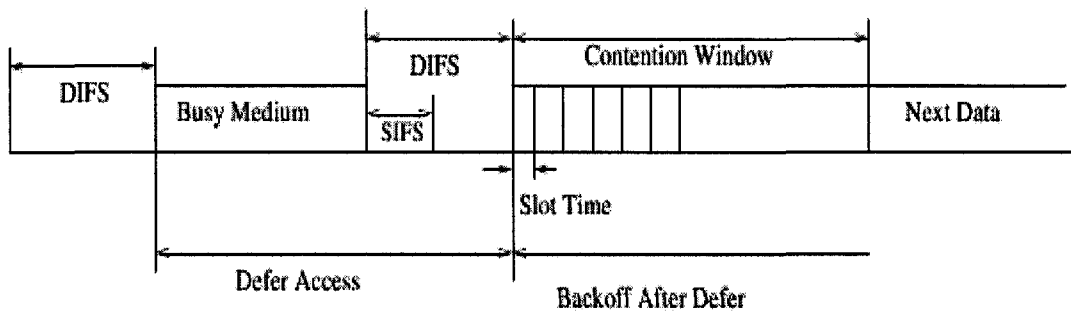 DIFS
Contention Window
DIFS
Busy Medium
SIFS
Next Data
Slot Time
Defer Access
Backoff After Defer